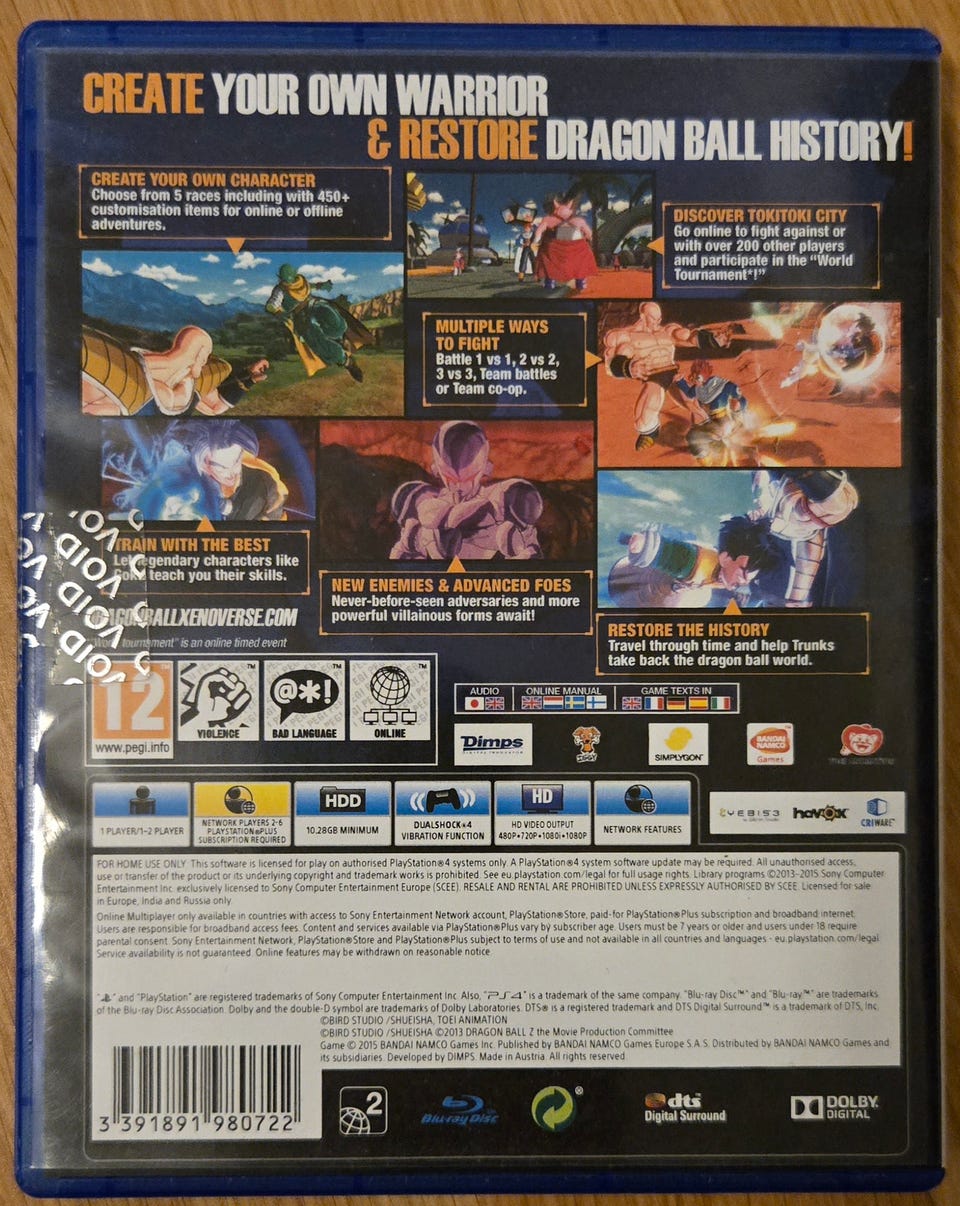 CREATE YOUR OWN WARRIOR
& RESTORE DRAGON BALL HISTORY!
CREATE YOUR OWN CHARACTER
Choose from 5 races including with 450+
customisation items for online or offline
adventures.
DISCOVER TOKITOKI CITY
Go online to fight against or
with over 200 other players
and participate in the "World
Tournament*!"
MULTIPLE WAYS
TO FIGHT
Battle 1 vs 1, 2 vs 2,
3 vs 3, Team battles
or Team co-op.
TRAIN WITH THE BEST
Let legendary characters like
Goku teach you their skills.
NEW ENEMIES & ADVANCED FOES
Never-before-seen adversaries and more
powerful villainous forms await!
RESTORE THE HISTORY
Travel through time and help Trunks
take back the dragon ball world.
VOID VOID VOID
DRAGONBALLXENOVERSE.COM
"World tournament" is an online timed event
12
www.pegi.info
VIOLENCE
@*!
BAD LANGUAGE
ONLINE
AUDIO
ONLINE MANUAL
GAME TEXTS IN
Dimps
SIMPLYGON
BANDAI
NAMCO
Games
1 PLAYER/1-2 PLAYER
NETWORK PLAYERS 2-6
PLAYSTATION®PLUS
SUBSCRIPTION REQUIRED
HDD
10.28GB MINIMUM
DUALSHOCK®4
VIBRATION FUNCTION
HD
HD VIDEO OUTPUT
480P•720P•1080i•1080P
NETWORK FEATURES
havok
CRIWARE
FOR HOME USE ONLY. This software is licensed for play on authorised PlayStation®4 systems only. A PlayStation®4 system software update may be required. All unauthorised access,
use or transfer of the product or its underlying copyright and trademark works is prohibited. See eu.playstation.com/legal for full usage rights. Library programs ©2013-2015 Sony Computer
Entertainment Inc. exclusively licensed to Sony Computer Entertainment Europe (SCEE). RESALE AND RENTAL ARE PROHIBITED UNLESS EXPRESSLY AUTHORISED BY SCEE. Licensed for sale
in Europe, India and Russia only.
Online Multiplayer only available in countries with access to Sony Entertainment Network account, PlayStation®Store, paid-for PlayStation®Plus subscription and broadband internet.
Users are responsible for broadband access fees. Content and services available via PlayStation®Plus vary by subscriber age. Users must be 7 years or older and users under 18 require
parental consent. Sony Entertainment Network, PlayStation®Store and PlayStation®Plus subject to terms of use and not available in all countries and languages - eu.playstation.com/legal
Service availability is not guaranteed. Online features may be withdrawn on reasonable notice.
" " and "PlayStation" are registered trademarks of Sony Computer Entertainment Inc. Also, "PS4" is a trademark of the same company. "Blu-ray Disc™" and "Blu-ray™" are trademarks
of the Blu-ray Disc Association. Dolby and the double-D symbol are trademarks of Dolby Laboratories. DTS® is a registered trademark and DTS Digital Surround™ is a trademark of DTS, Inc.
©BIRD STUDIO /SHUEISHA, TOEI ANIMATION
©BIRD STUDIO /SHUEISHA ©2013 DRAGON BALL Z the Movie Production Committee
Game © 2015 BANDAI NAMCO Games Inc. Published by BANDAI NAMCO Games Europe S.A.S. Distributed by BANDAI NAMCO Games and
its subsidiaries. Developed by DIMPS. Made in Austria. All rights reserved.
3 391891 980722
2
Blu-ray Disc
®
dts
Digital Surround
DOLBY
DIGITAL